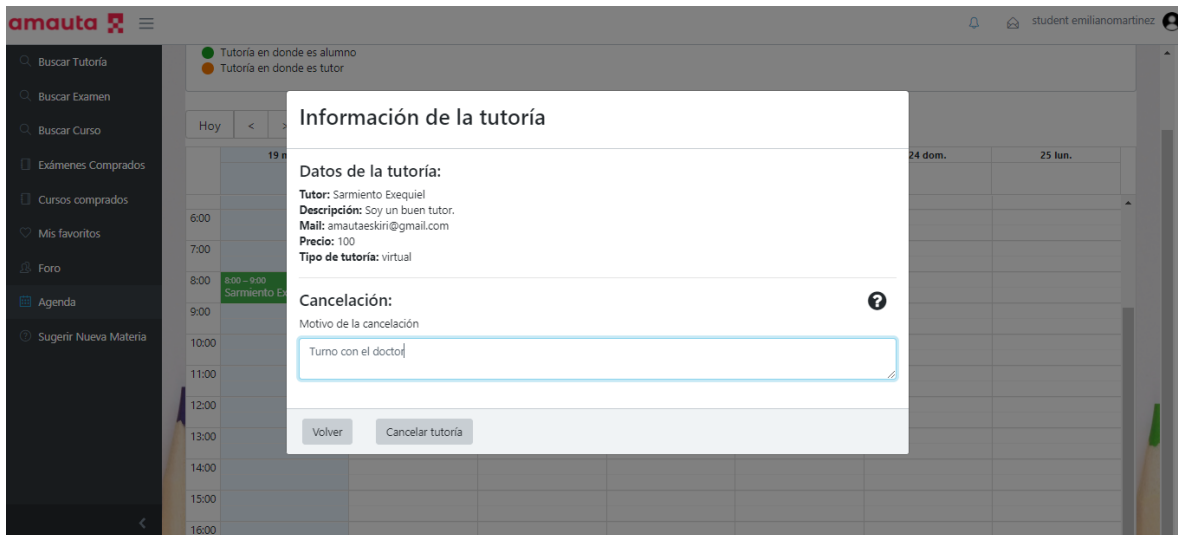 amauta
student emilianomartinez
Buscar Tutoría
Buscar Examen
Buscar Curso
Exámenes Comprados
Cursos comprados
Mis favoritos
Foro
Agenda
Sugerir Nueva Materia
Tutoría en donde es alumno
Tutoría en donde es tutor
Hoy < >
19
24 dom.
25 lun.
6:00
7:00
8:00
9:00
10:00
11:00
12:00
13:00
14:00
15:00
16:00
8:00 – 9:00
Sarmiento
Información de la tutoría
Datos de la tutoría:
Tutor: Sarmiento Exequiel
Descripción: Soy un buen tutor.
Mail: amautaeskiri@gmail.com
Precio: 100
Tipo de tutoría: virtual
Cancelación:
?
Motivo de la cancelación
Turno con el doctor
Volver
Cancelar tutoría